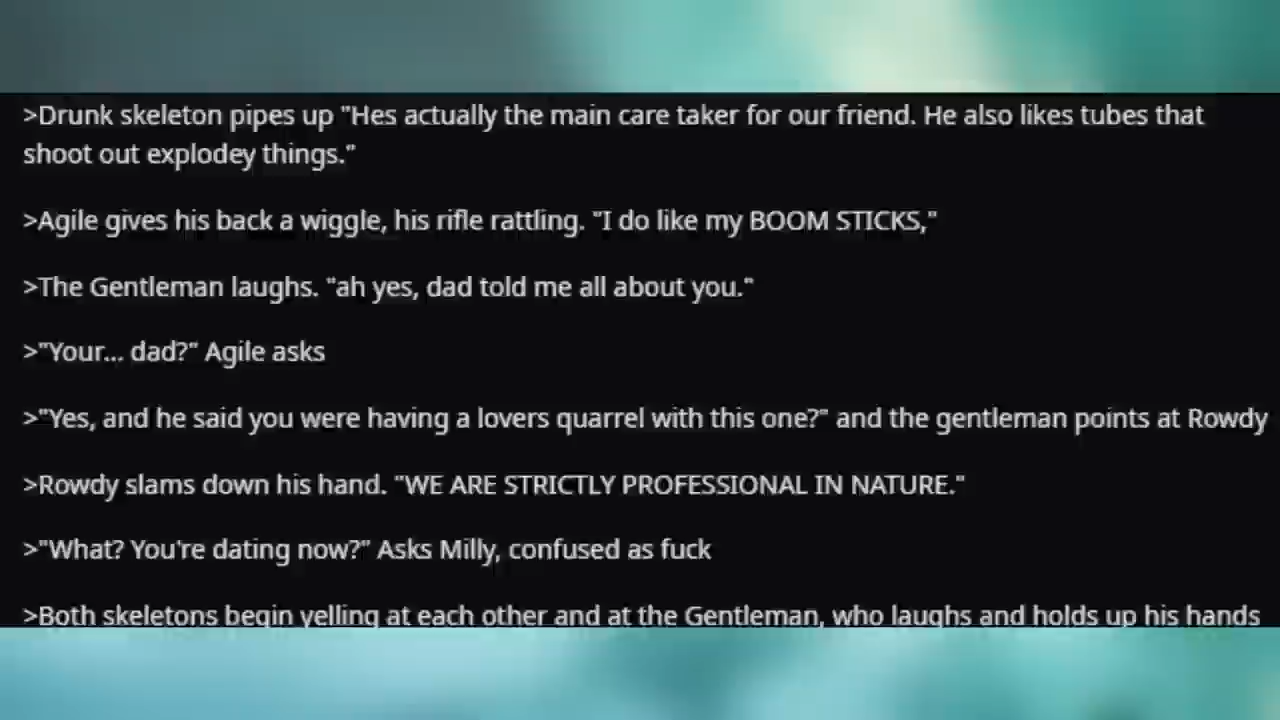 >Drunk skeleton pipes up "Hes actually the main care taker for our friend. He also likes tubes that
shoot out explodey things."
>Agile gives his back a wiggle, his rifle rattling. "I do like my BOOM STICKS,"
>The Gentleman laughs. "ah yes, dad told me all about you."
>"Your... dad?" Agile asks
>"Yes, and he said you were having a lovers quarrel with this one?" and the gentleman points at Rowdy
>Rowdy slams down his hand. "WE ARE STRICTLY PROFESSIONAL IN NATURE."
>"What? You're dating now?" Asks Milly, confused as fuck
>Both skeletons begin yelling at each other and at the Gentleman, who laughs and holds up his hands